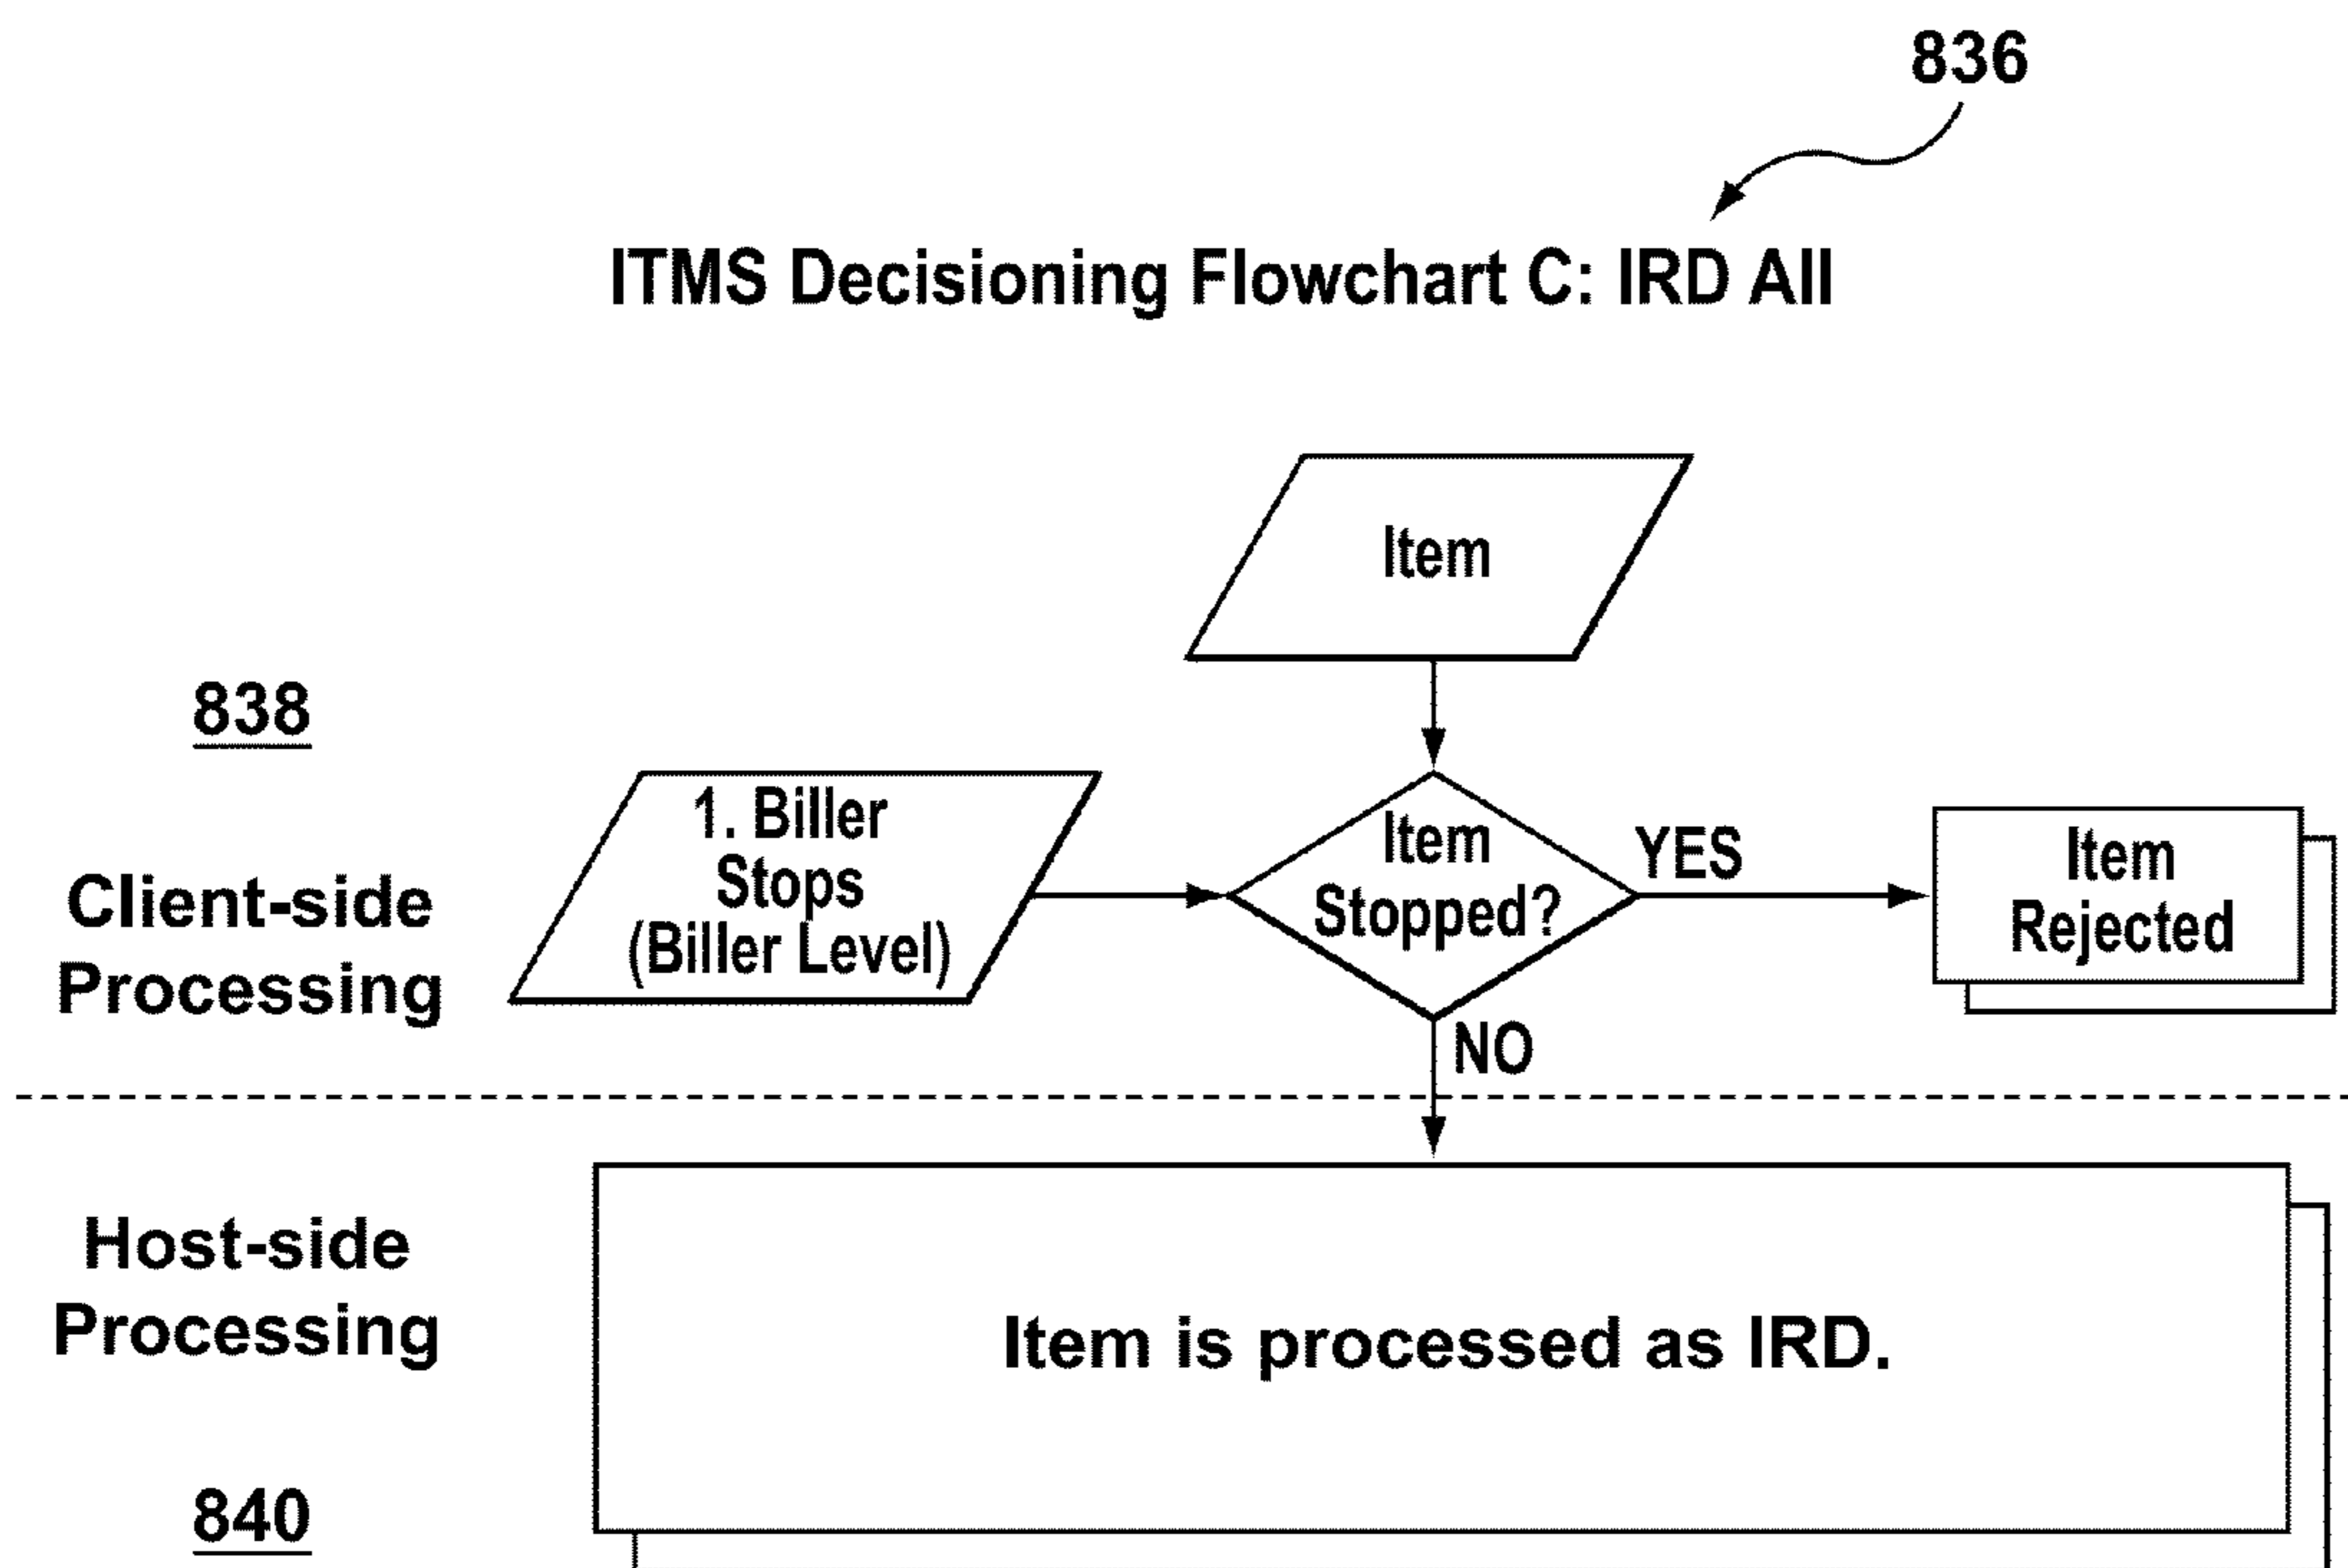 836
ITMS Decisioning Flowchart C: IRD All
Item
838
Client-side
Processing
1. Biller
Stops
(Biller Level)
Item
Stopped?
YES
Item
Rejected
NO
Host-side
Processing
840
Item is processed as IRD.